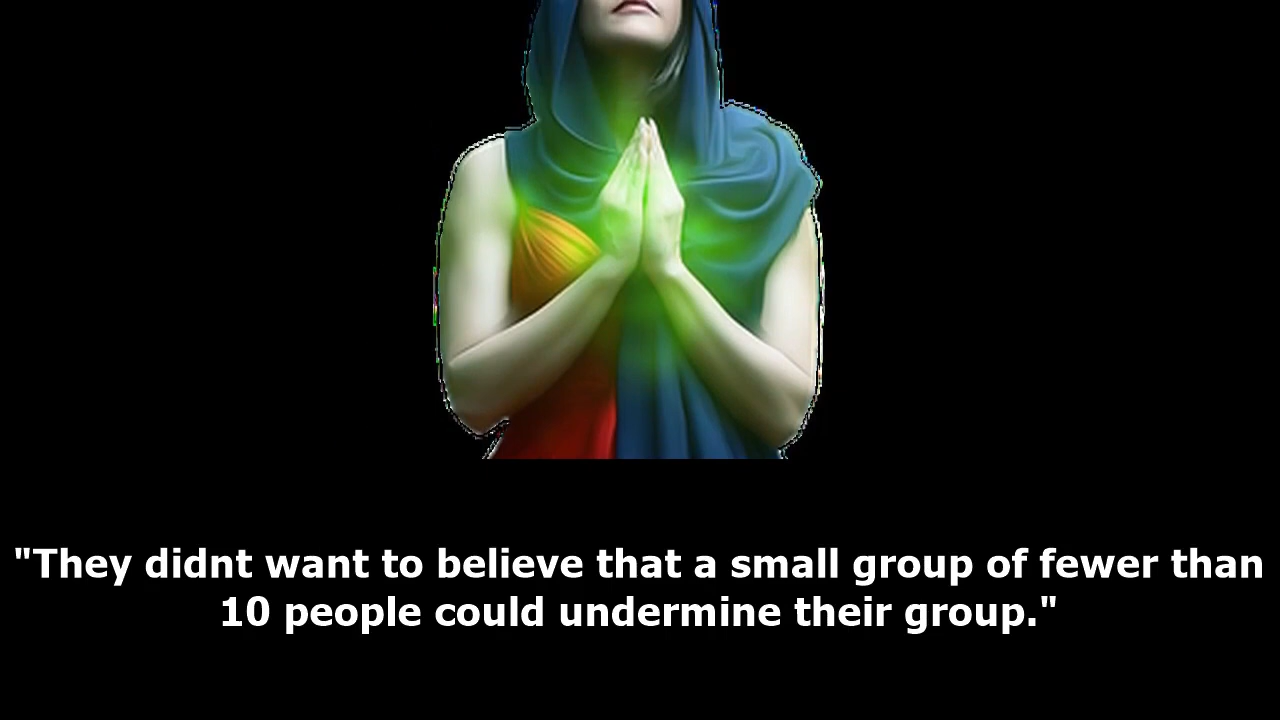 "They didnt want to believe that a small group of fewer than
10 people could undermine their group."